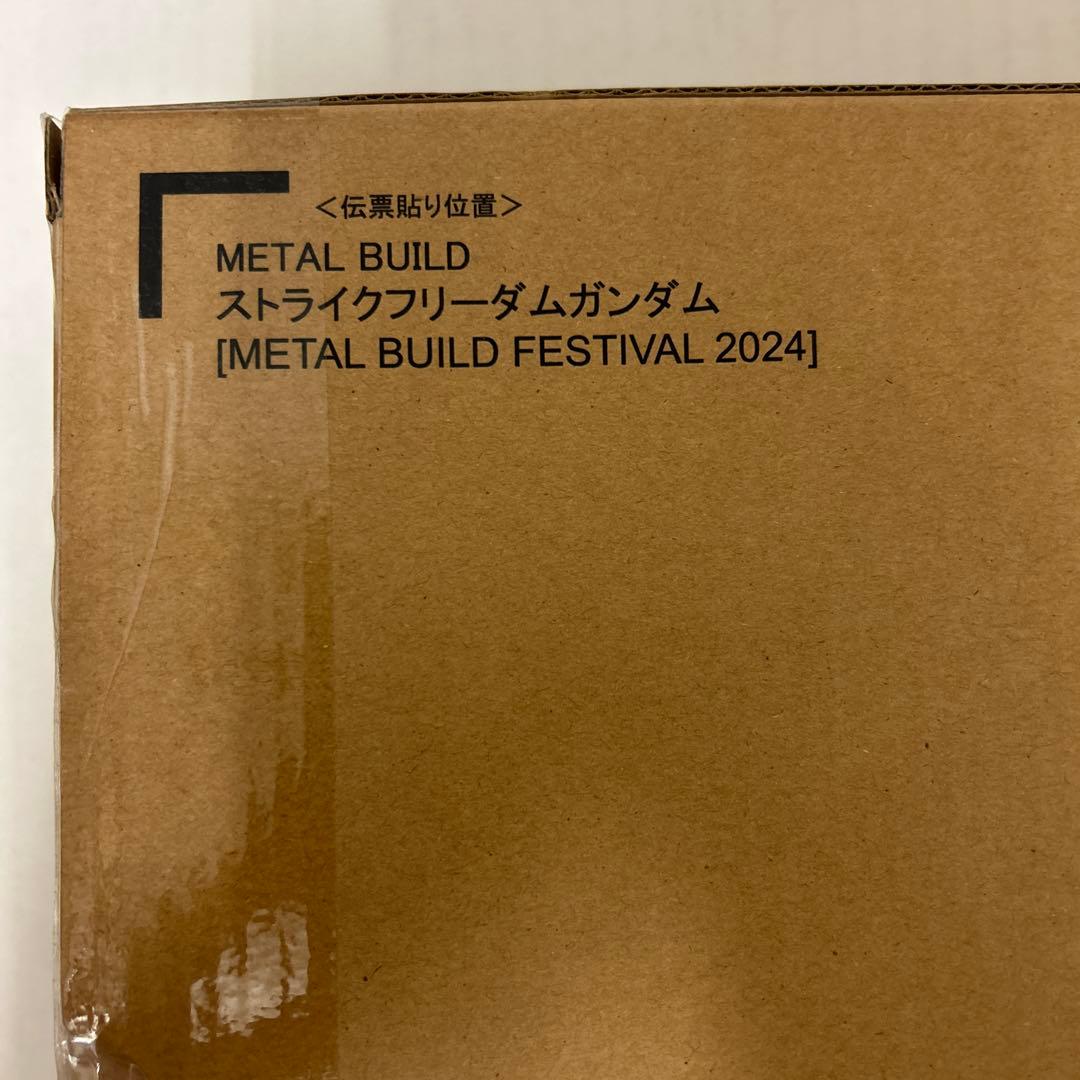 ＜伝票貼り位置＞
METAL BUILD
ストライクフリーダムガンダム
[METAL BUILD FESTIVAL 2024]